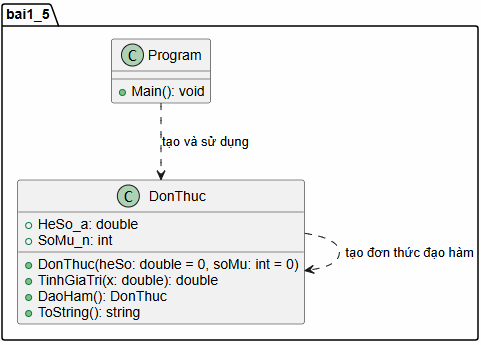 bai1_5
C Program
Main(): void
tạo và sử dụng
C DonThuc
HeSo_a: double
SoMu_n: int
DonThuc(heSo: double = 0, soMu: int = 0)
TinhGiaTri(x: double): double
DaoHam(): DonThuc
ToString(): string
tạo đơn thức đạo hàm